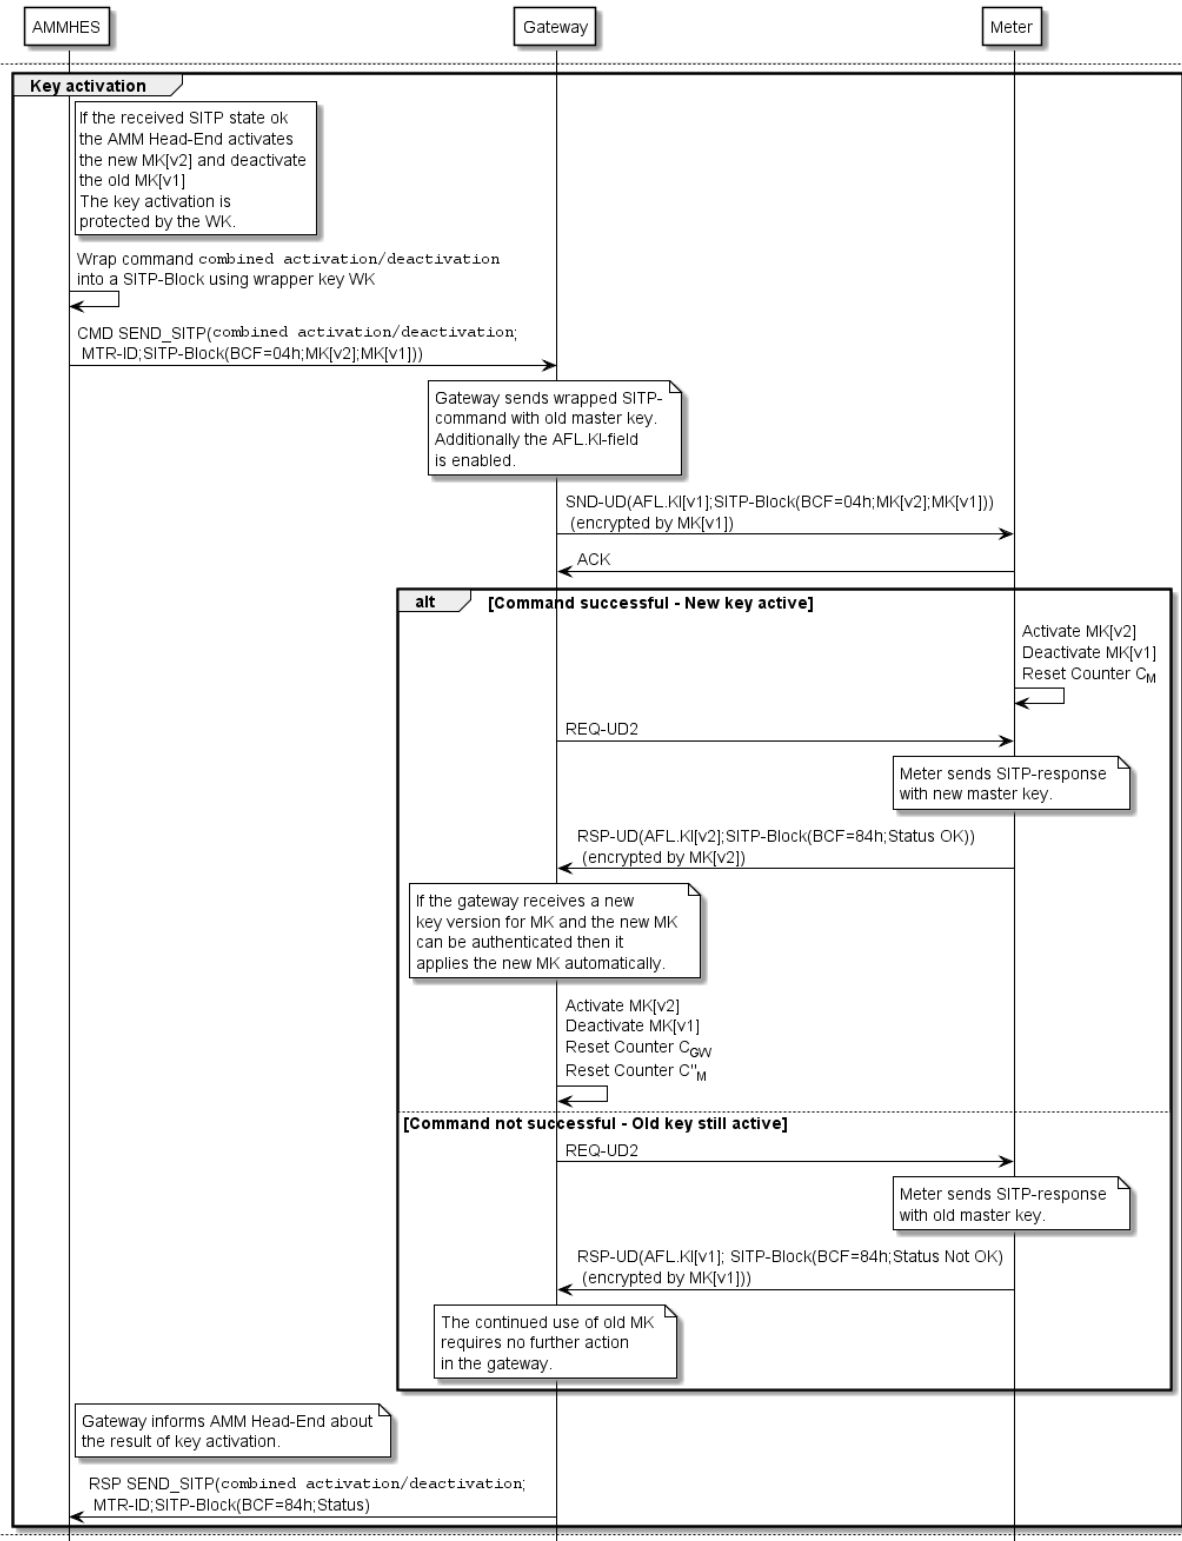 AMMHES
Gateway
Meter
Key activation
If the received SITP state ok
the AMM Head-End activates
the new MK[v2] and deactivate
the old MK[v1]
The key activation is
protected by the WK.
Wrap command combined activation/deactivation
into a SITP-Block using wrapper key WK
CMD SEND_SITP(combined activation/deactivation;
MTR-ID;SITP-Block(BCF=04h;MK[v2];MK[v1]))
Gateway sends wrapped SITP-
command with old master key.
Additionally the AFL.KI-field
is enabled.
SND-UD(AFL.KI[v1];SITP-Block(BCF=04h;MK[v2];MK[v1]))
(encrypted by MK[v1])
ACK
alt
[Command successful - New key active]
Activate MK[v2]
Deactivate MK[v1]
Reset Counter CM
REQ-UD2
Meter sends SITP-response
with new master key.
RSP-UD(AFL.KI[v2];SITP-Block(BCF=84h;Status OK))
(encrypted by MK[v2])
If the gateway receives a new
key version for MK and the new MK
can be authenticated then it
applies the new MK automatically.
Activate MK[v2]
Deactivate MK[v1]
Reset Counter CGW
Reset Counter C"M
[Command not successful - Old key still active]
REQ-UD2
Meter sends SITP-response
with old master key.
RSP-UD(AFL.KI[v1]; SITP-Block(BCF=84h;Status Not OK)
(encrypted by MK[v1]))
The continued use of old MK
requires no further action
in the gateway.
Gateway informs AMM Head-End about
the result of key activation.
RSP SEND_SITP(combined activation/deactivation;
MTR-ID;SITP-Block(BCF=84h;Status)